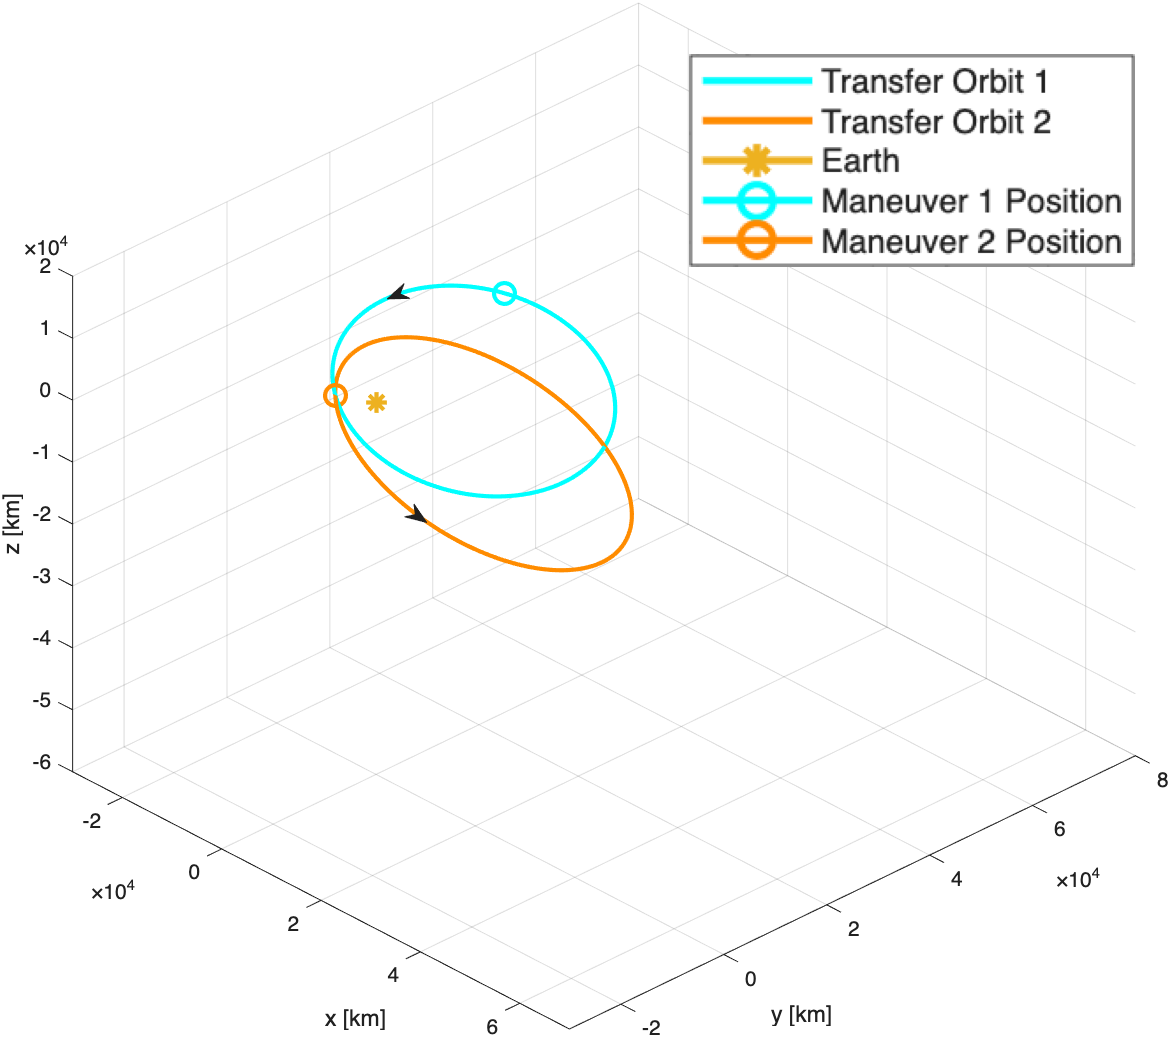 Transfer Orbit 1
Transfer Orbit 2
Earth
Maneuver 1 Position
Maneuver 2 Position
×10⁴
2
1
0
-1
-2
-3
-4
-5
-6
z [km]
-2
0
2
4
6
×10⁴
x [km]
-2
0
2
4
6
8
×10⁴
y [km]